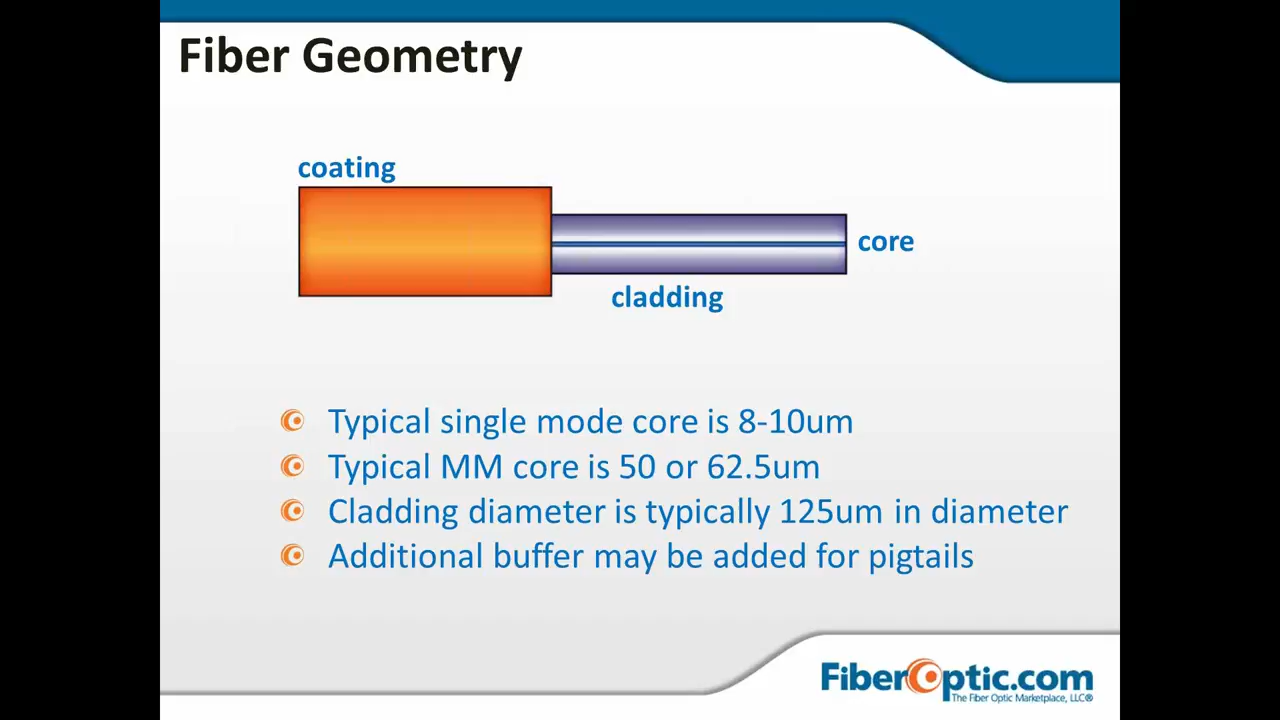 Fiber Geometry
coating
core
cladding
Typical single mode core is 8-10um
Typical MM core is 50 or 62.5um
Cladding diameter is typically 125um in diameter
Additional buffer may be added for pigtails
FiberOptic.com
The Fiber Optic Marketplace, LLC®